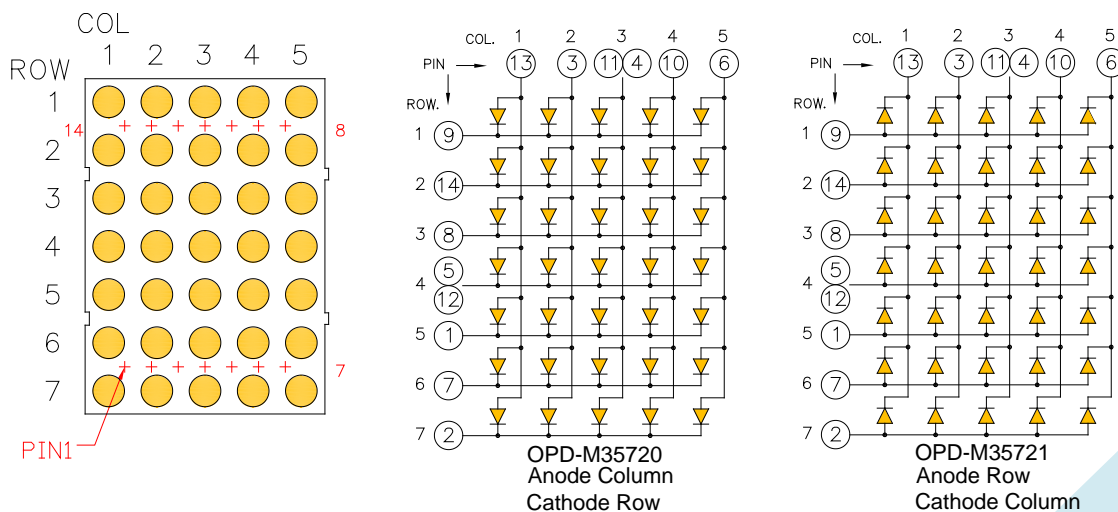 COL
1 2 3 4 5
ROW
1
14
8
2
3
4
5
6
7
7
PIN1
COL. 1 2 3 4 5
PIN 13 3 11 4 10 6
ROW.
1 9
2 14
3 8
5
4
12
5 1
6 7
7 2
OPD-M35720
Anode Column
Cathode Row
COL. 1 2 3 4 5
PIN 13 3 11 4 10 6
ROW.
1 9
2 14
3 8
5
4
12
5 1
6 7
7 2
OPD-M35721
Anode Row
Cathode Column